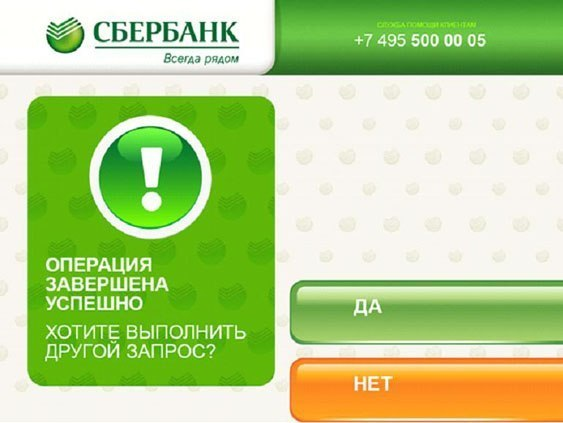 СБЕРБАНК
Всегда рядом
СЛУЖБА ПОМОЩИ КЛИЕНТАМ
+7 495 500 00 05
ОПЕРАЦИЯ
ЗАВЕРШЕНА
УСПЕШНО
ХОТИТЕ ВЫПОЛНИТЬ
ДРУГОЙ ЗАПРОС?
ДА
НЕТ